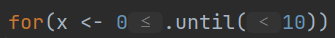 for(x <- 0 ≤ .until( < 10))